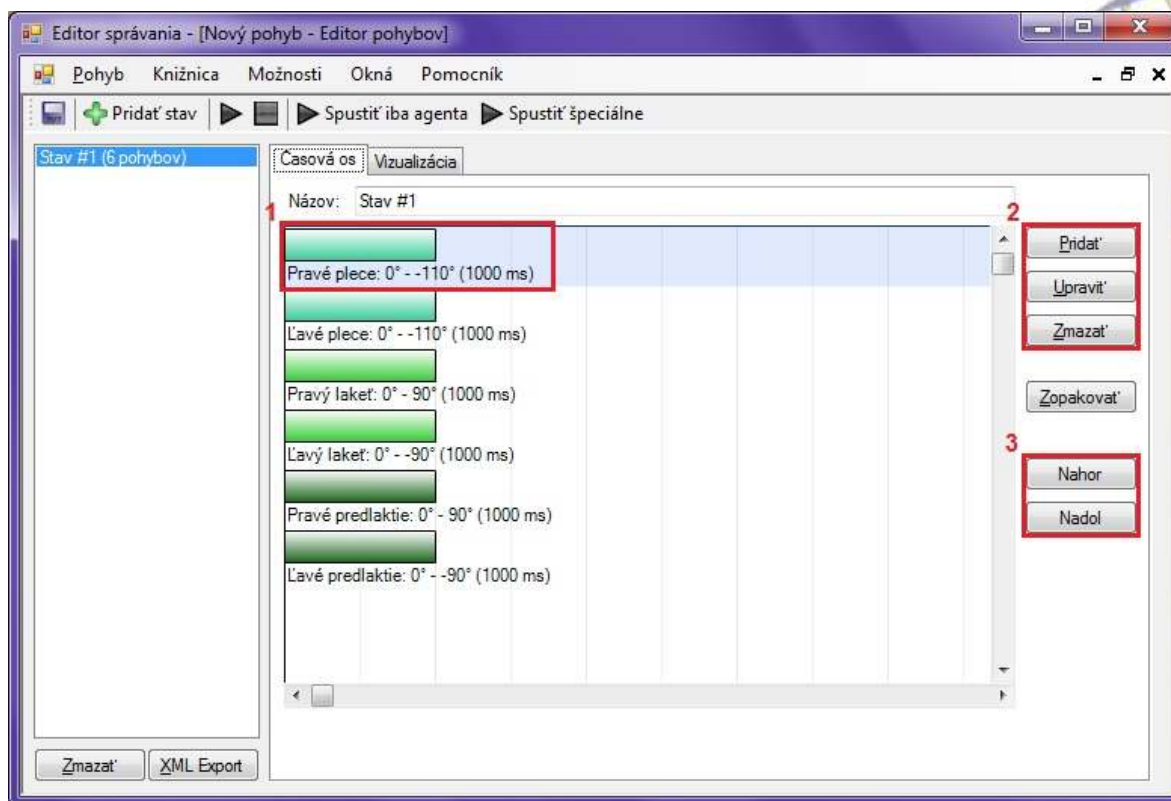 Editor správania - [Nový pohyb - Editor pohybov]
Pohyb Knižnica Možnosti Okná Pomocník
Pridať stav Spustiť iba agenta Spustiť špeciálne
Stav #1 (6 pohybov)
Časová os Vizualizácia
Názov: Stav #1
1
Pravé plece: 0° - -110° (1000 ms)
Ľavé plece: 0° - -110° (1000 ms)
Pravý lakeť: 0° - 90° (1000 ms)
Ľavý lakeť: 0° - -90° (1000 ms)
Pravé predlaktie: 0° - 90° (1000 ms)
Ľavé predlaktie: 0° - -90° (1000 ms)
2
Pridať
Upraviť
Zmazať
Zopakovať
3
Nahor
Nadol
Zmazať XML Export